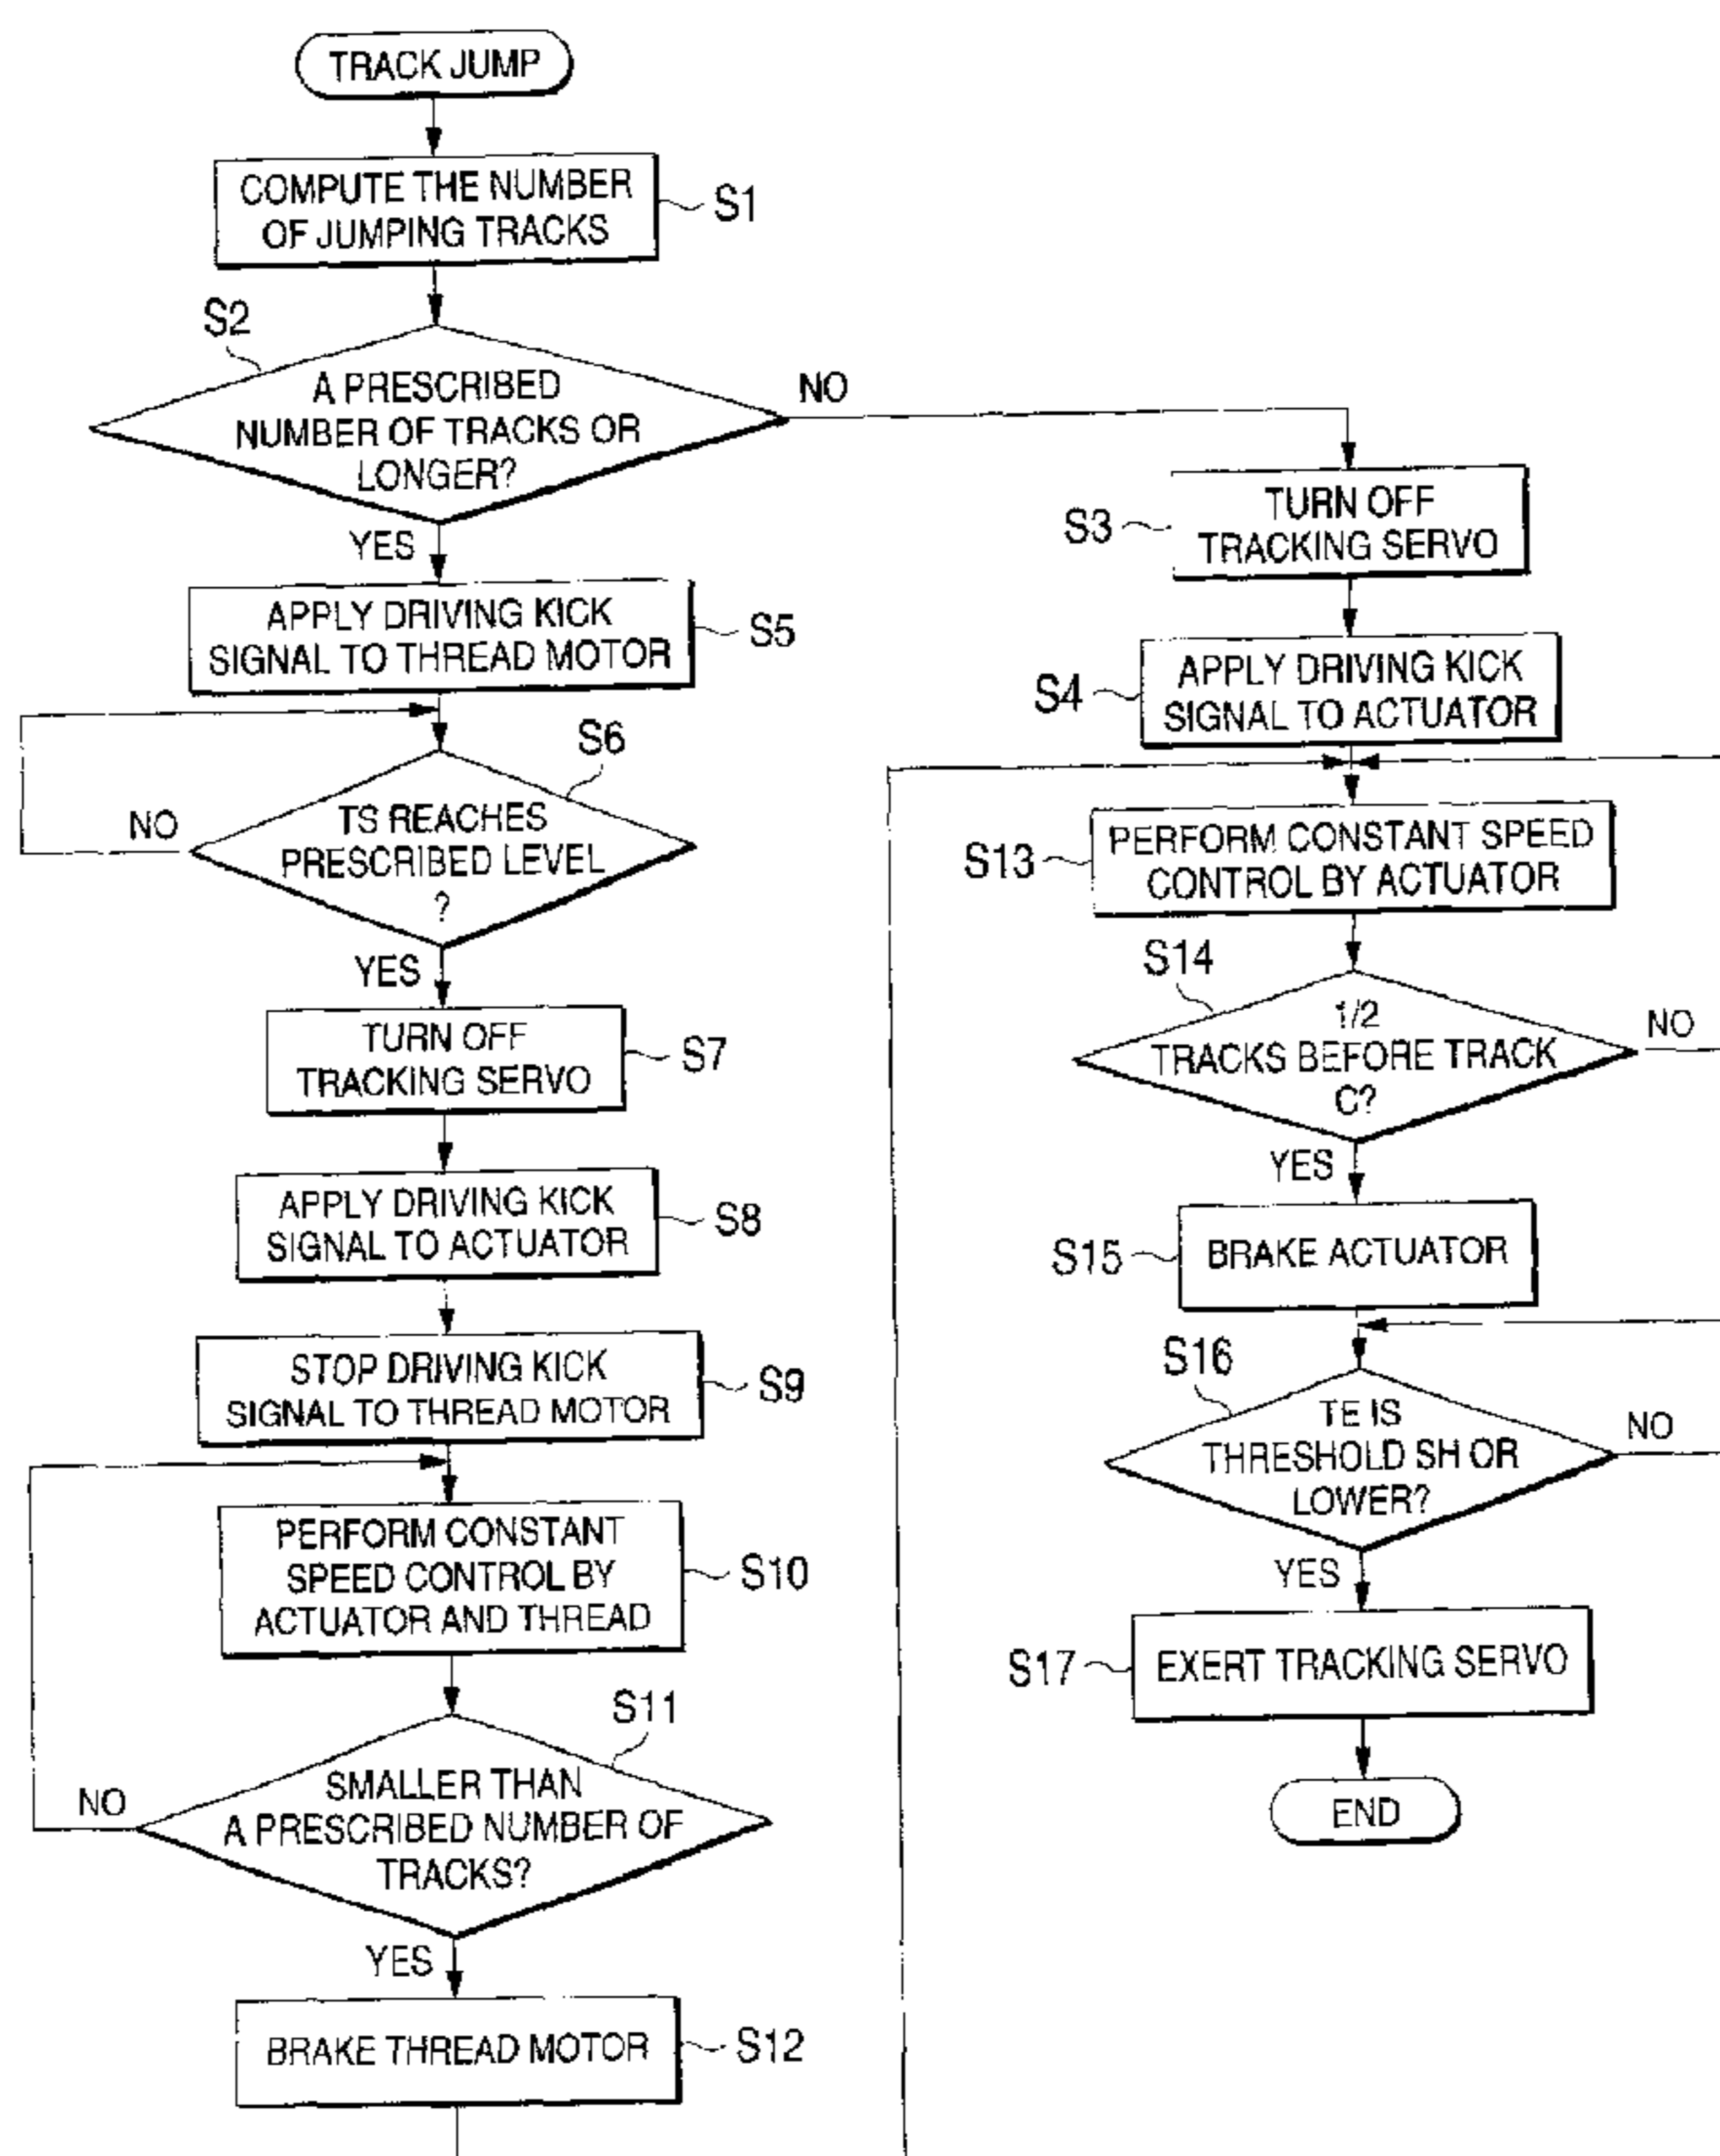 TRACK JUMP
COMPUTE THE NUMBER
OF JUMPING TRACKS
S1
S2
A PRESCRIBED
NUMBER OF TRACKS OR
LONGER?
NO
YES
APPLY DRIVING KICK
SIGNAL TO THREAD MOTOR
S5
S6
TS REACHES
PRESCRIBED LEVEL
?
NO
YES
TURN OFF
TRACKING SERVO
S7
APPLY DRIVING KICK
SIGNAL TO ACTUATOR
S8
STOP DRIVING KICK
SIGNAL TO THREAD MOTOR
S9
PERFORM CONSTANT
SPEED CONTROL BY
ACTUATOR AND THREAD
S10
S11
SMALLER THAN
A PRESCRIBED NUMBER OF
TRACKS?
NO
YES
BRAKE THREAD MOTOR
S12
S3
TURN OFF
TRACKING SERVO
S4
APPLY DRIVING KICK
SIGNAL TO ACTUATOR
S13
PERFORM CONSTANT SPEED
CONTROL BY ACTUATOR
S14
1/2
TRACKS BEFORE TRACK
C?
NO
YES
S15
BRAKE ACTUATOR
S16
TE IS
THRESHOLD SH OR
LOWER?
NO
YES
S17
EXERT TRACKING SERVO
END